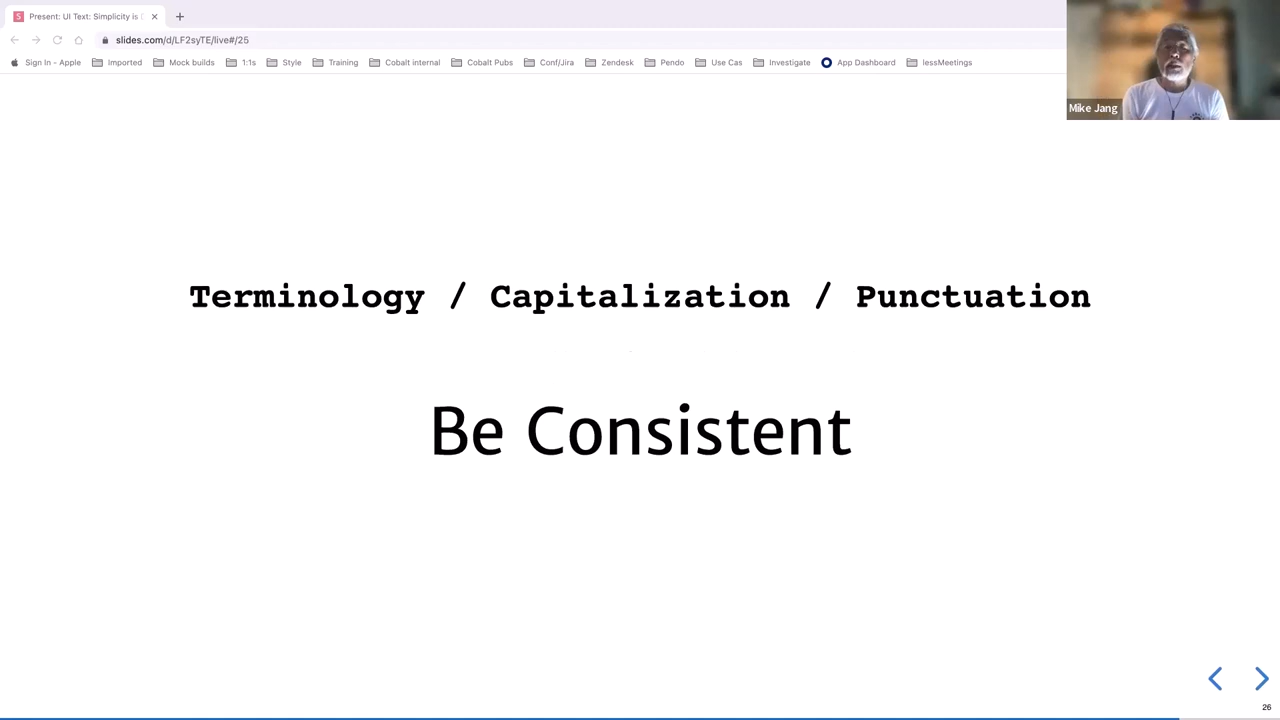 Present: UI Text: Simplicity is
slides.com/d/LF2syTE/live#/25
Sign In - Apple Imported Mock builds 1:1s Style Training Cobalt internal Cobalt Pubs Conf/Jira Zendesk Pendo Use Cas Investigate App Dashboard lessMeetings
Mike Jang
Terminology / Capitalization / Punctuation
Be Consistent
26